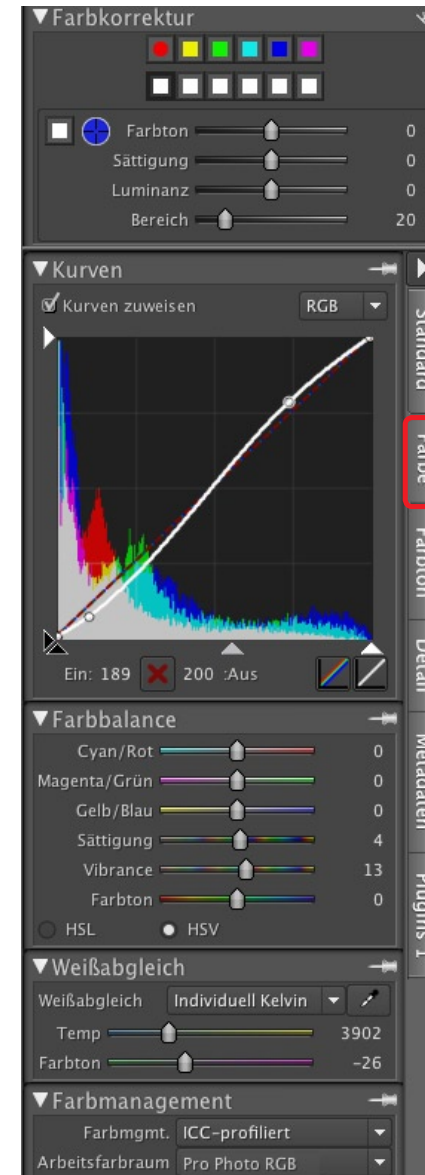 Farbkorrektur
Farbton 0
Sättigung 0
Luminanz 0
Bereich 20
Kurven
Kurven zuweisen RGB
Ein: 189 200 :Aus
Farbbalance
Cyan/Rot 0
Magenta/Grün 0
Gelb/Blau 0
Sättigung 4
Vibrance 13
Farbton 0
HSL HSV
Weißabgleich
Weißabgleich Individuell Kelvin
Temp 3902
Farbton -26
Farbmanagement
Farbmgmt. ICC-profiliert
Arbeitsfarbraum Pro Photo RGB
Standard
Farbe
Farbton
Detail
Metadaten
Plugins 1